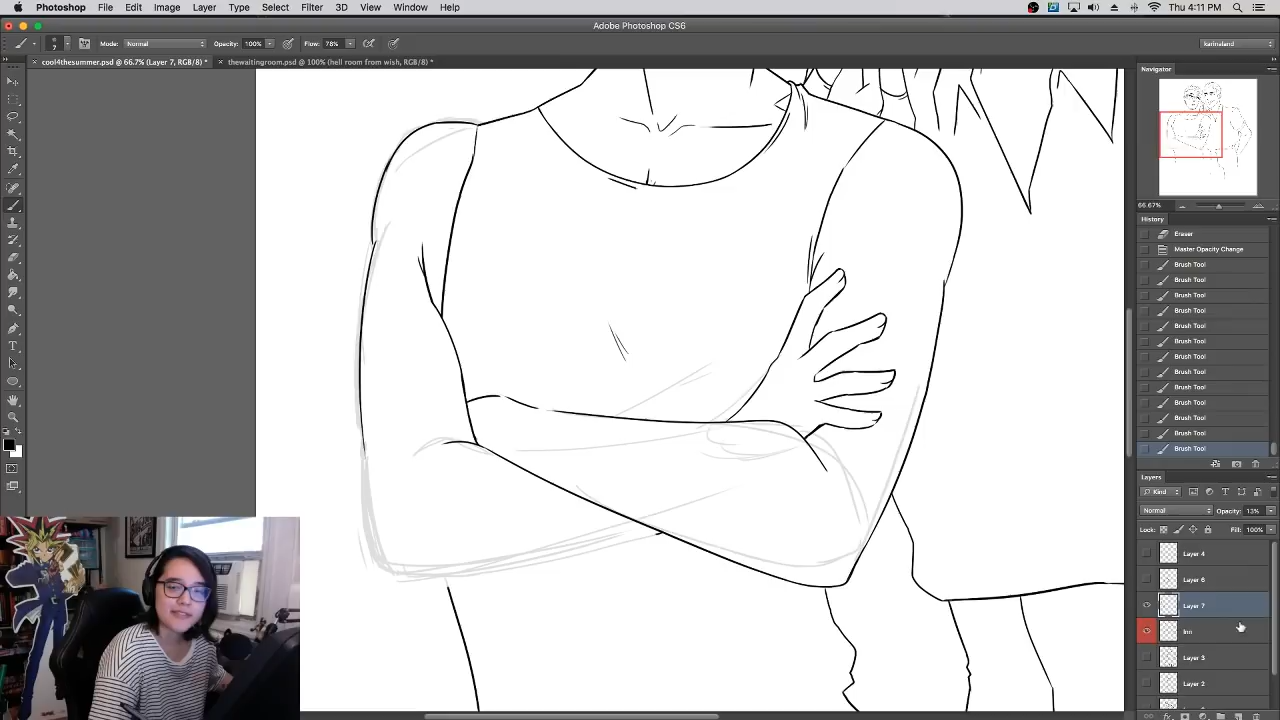 Photoshop File Edit Image Layer Type Select Filter 3D View Window Help Thu 4:11 PM
Adobe Photoshop CS6
7 Mode: Normal Opacity: 100% Flow: 78% karinaland
cool4thesummer.psd @ 66.7% (Layer 7, RGB/8) * thewaitingroom.psd @ 100% (hell room from wish, RGB/8) *
Navigator
66.67%
History
Eraser
Master Opacity Change
Brush Tool
Brush Tool
Brush Tool
Brush Tool
Brush Tool
Brush Tool
Brush Tool
Brush Tool
Brush Tool
Brush Tool
Brush Tool
Brush Tool
Brush Tool
Layers
Kind
Normal Opacity: 13%
Lock: Fill: 100%
Layer 4
Layer 6
Layer 7
Layer 3
Layer 2